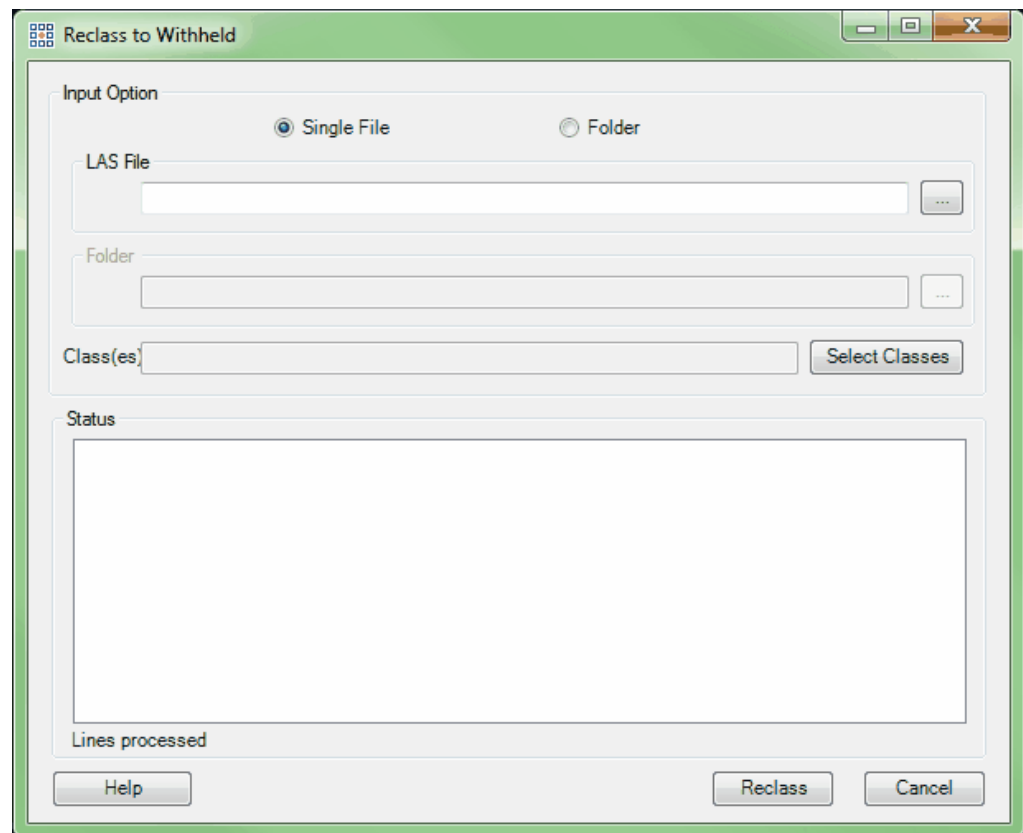 Reclass to Withheld
Input Option
Single File Folder
LAS File
...
Folder
...
Class(es) Select Classes
Status
Lines processed
Help Reclass Cancel